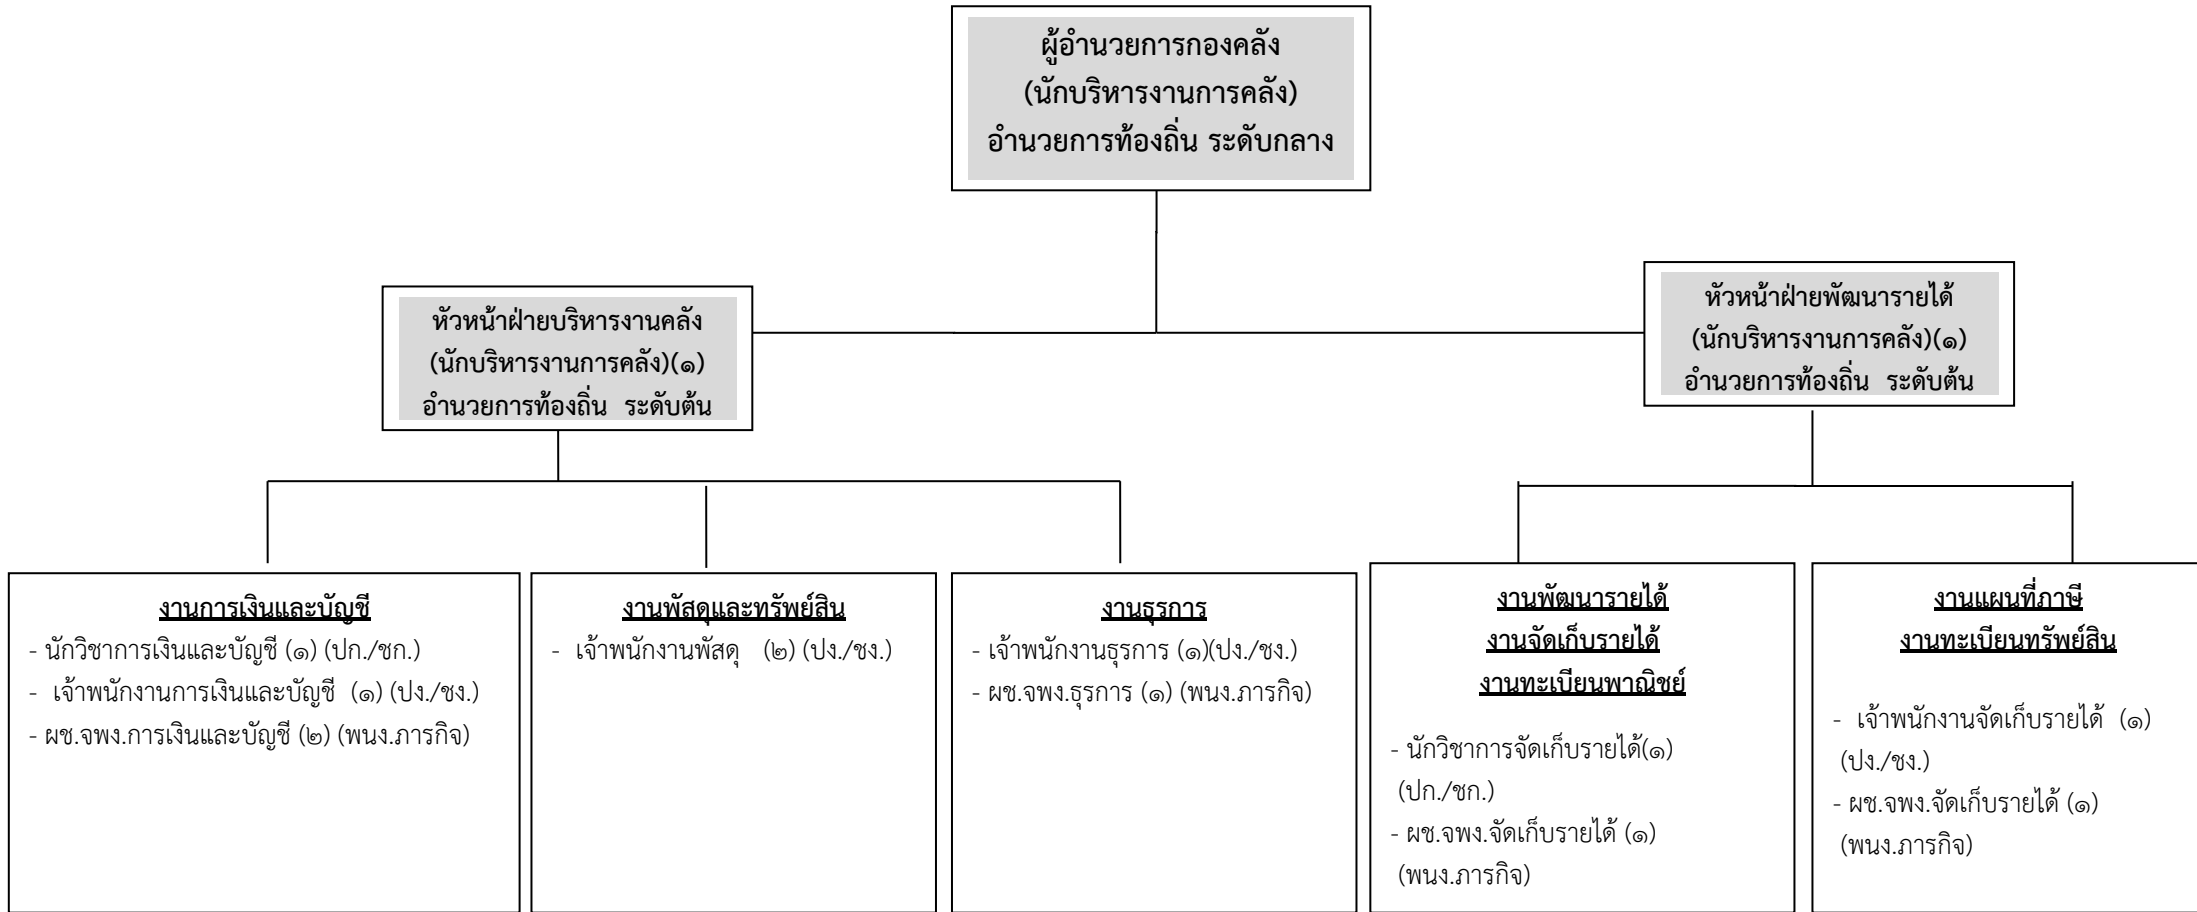 ผู้อำนวยการกองคลัง
(นักบริหารงานการคลัง)
อำนวยการท้องถิ่น ระดับกลาง
หัวหน้าฝ่ายบริหารงานคลัง
(นักบริหารงานการคลัง)(๑)
อำนวยการท้องถิ่น ระดับต้น
หัวหน้าฝ่ายพัฒนารายได้
(นักบริหารงานการคลัง)(๑)
อำนวยการท้องถิ่น ระดับต้น
งานการเงินและบัญชี
- นักวิชาการเงินและบัญชี (๑) (ปก./ชก.)
- เจ้าพนักงานการเงินและบัญชี (๑) (ปง./ชง.)
- ผช.จพง.การเงินและบัญชี (๒) (พนง.ภารกิจ)
งานพัสดุและทรัพย์สิน
- เจ้าพนักงานพัสดุ (๒) (ปง./ชง.)
งานธุรการ
- เจ้าพนักงานธุรการ (๑)(ปง./ชง.)
- ผช.จพง.ธุรการ (๑) (พนง.ภารกิจ)
งานพัฒนารายได้
งานจัดเก็บรายได้
งานทะเบียนพาณิชย์
- นักวิชาการจัดเก็บรายได้(๑)
(ปก./ชก.)
- ผช.จพง.จัดเก็บรายได้ (๑)
(พนง.ภารกิจ)
งานแผนที่ภาษี
งานทะเบียนทรัพย์สิน
- เจ้าพนักงานจัดเก็บรายได้ (๑)
(ปง./ชง.)
- ผช.จพง.จัดเก็บรายได้ (๑)
(พนง.ภารกิจ)